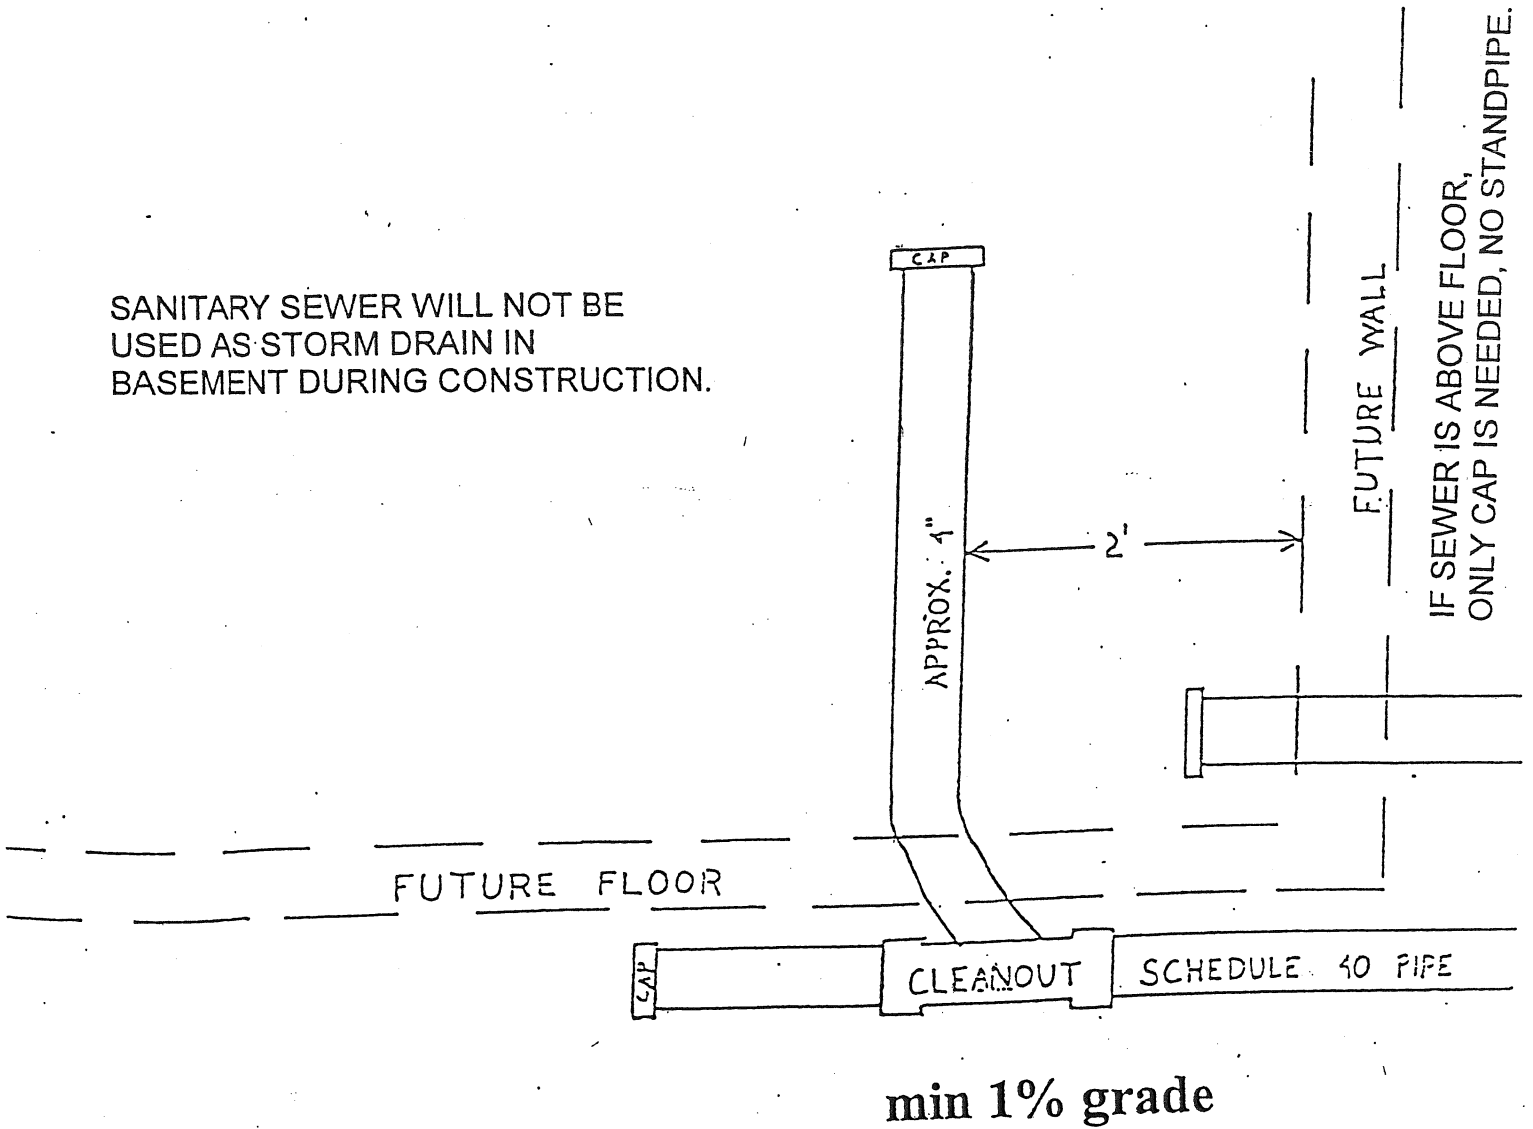 SANITARY SEWER WILL NOT BE
USED AS STORM DRAIN IN
BASEMENT DURING CONSTRUCTION.
CAP
APPROX. 4"
2'
FUTURE WALL
IF SEWER IS ABOVE FLOOR,
ONLY CAP IS NEEDED, NO STANDPIPE.
FUTURE FLOOR
CAP
CLEANOUT
SCHEDULE 40 PIPE
min 1% grade